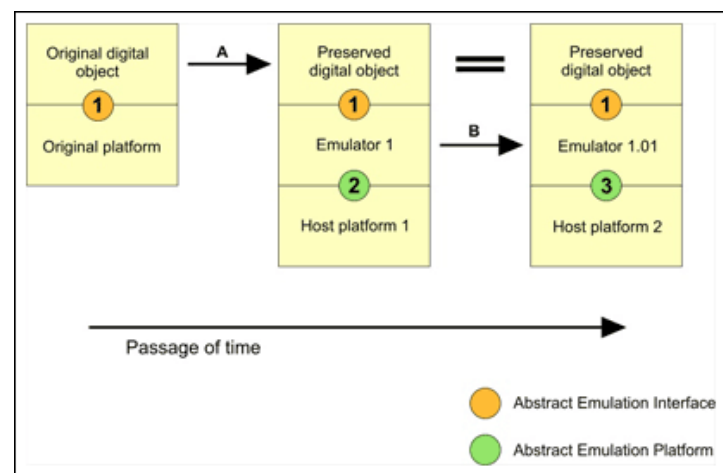 Original digital
object
1
Original platform
A
Preserved
digital object
1
Emulator 1
2
Host platform 1
=
B
Preserved
digital object
1
Emulator 1.01
3
Host platform 2
Passage of time
Abstract Emulation Interface
Abstract Emulation Platform